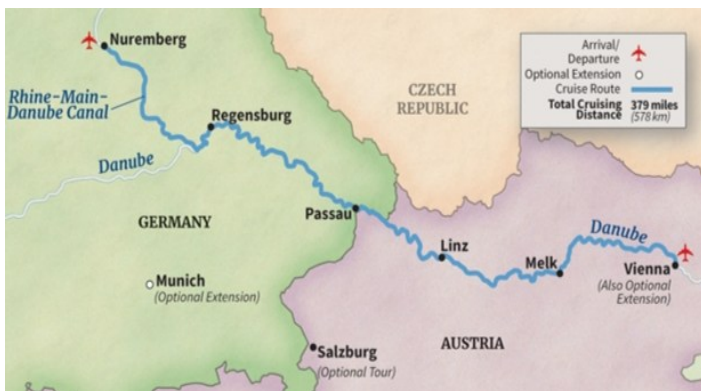 Nuremberg
Rhine-Main-
Danube Canal
Regensburg
Danube
GERMANY
Munich
(Optional Extension)
Passau
CZECH
REPUBLIC
Arrival/
Departure
Optional Extension
Cruise Route
Total Cruising 379 miles
Distance (578 km)
Linz
Melk
Danube
Vienna
(Also Optional
Extension)
AUSTRIA
Salzburg
(Optional Tour)